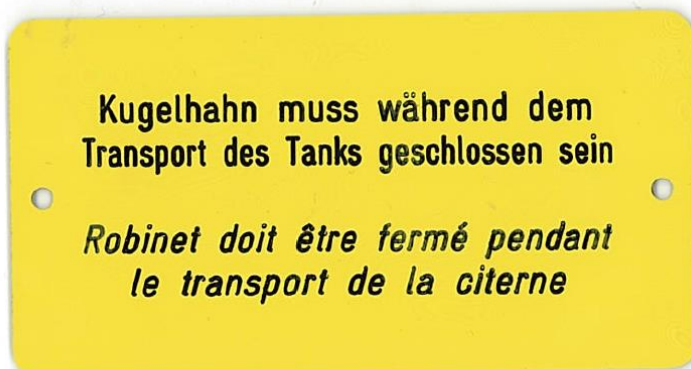 Kugelhahn muss während dem
Transport des Tanks geschlossen sein
Robinet doit être fermé pendant
le transport de la citerne